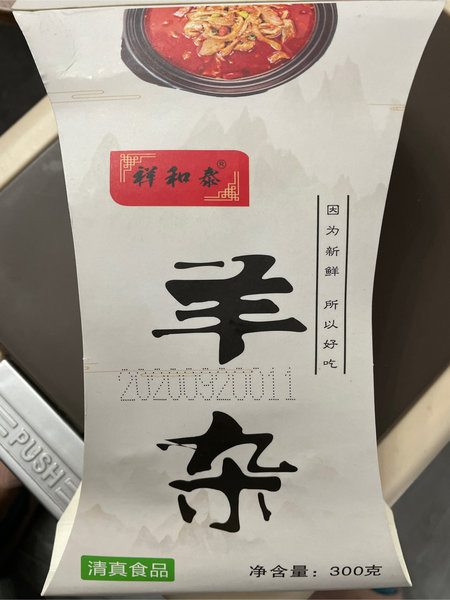 祥和泰®
因为新鲜 所以好吃
羊
20200920011
杂
PUSH
清真食品
净含量：300克